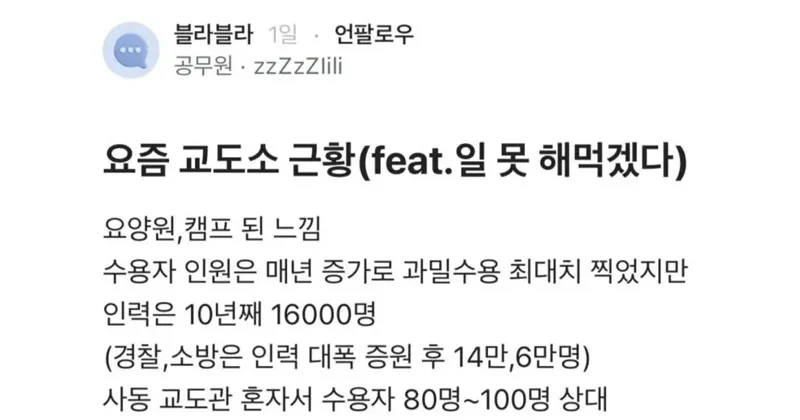 블라블라 1일 · 언팔로우
공무원 · zzZzZlili
요즘 교도소 근황(feat.일 못 해먹겠다)
요양원,캠프 된 느낌
수용자 인원은 매년 증가로 과밀수용 최대치 찍었지만
인력은 10년째 16000명
(경찰,소방은 인력 대폭 증원 후 14만,6만명)
사동 교도관 혼자서 수용자 80명~100명 상대